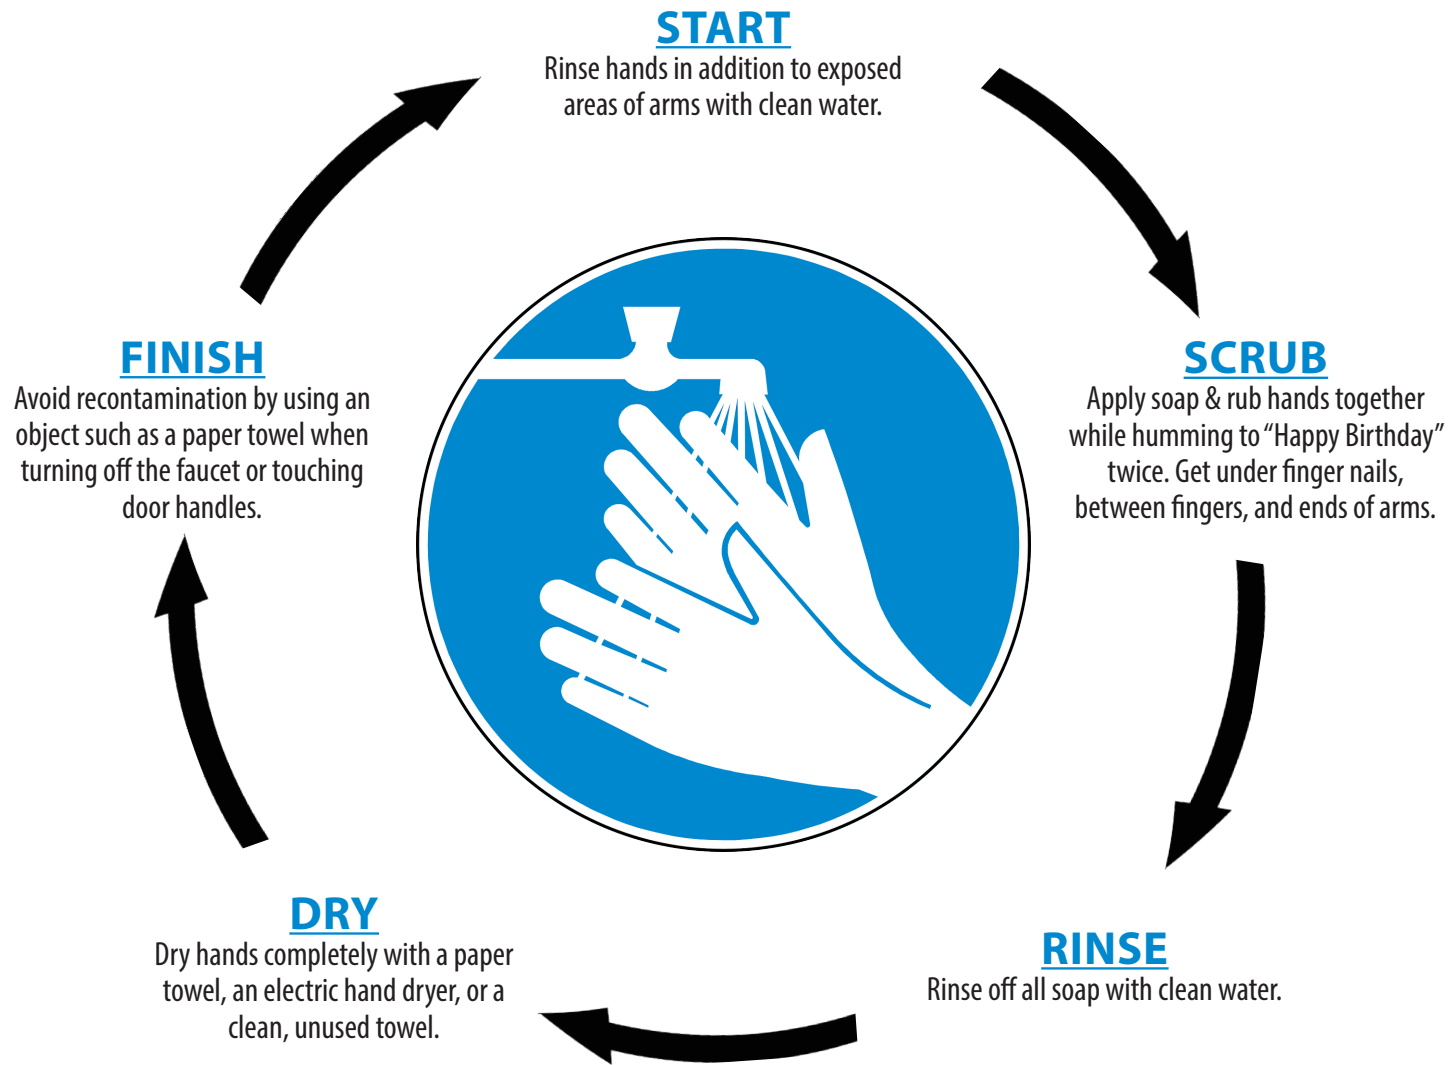 START
Rinse hands in addition to exposed
areas of arms with clean water.
SCRUB
Apply soap & rub hands together
while humming to “Happy Birthday”
twice. Get under finger nails,
between fingers, and ends of arms.
RINSE
Rinse off all soap with clean water.
DRY
Dry hands completely with a paper
towel, an electric hand dryer, or a
clean, unused towel.
FINISH
Avoid recontamination by using an
object such as a paper towel when
turning off the faucet or touching
door handles.